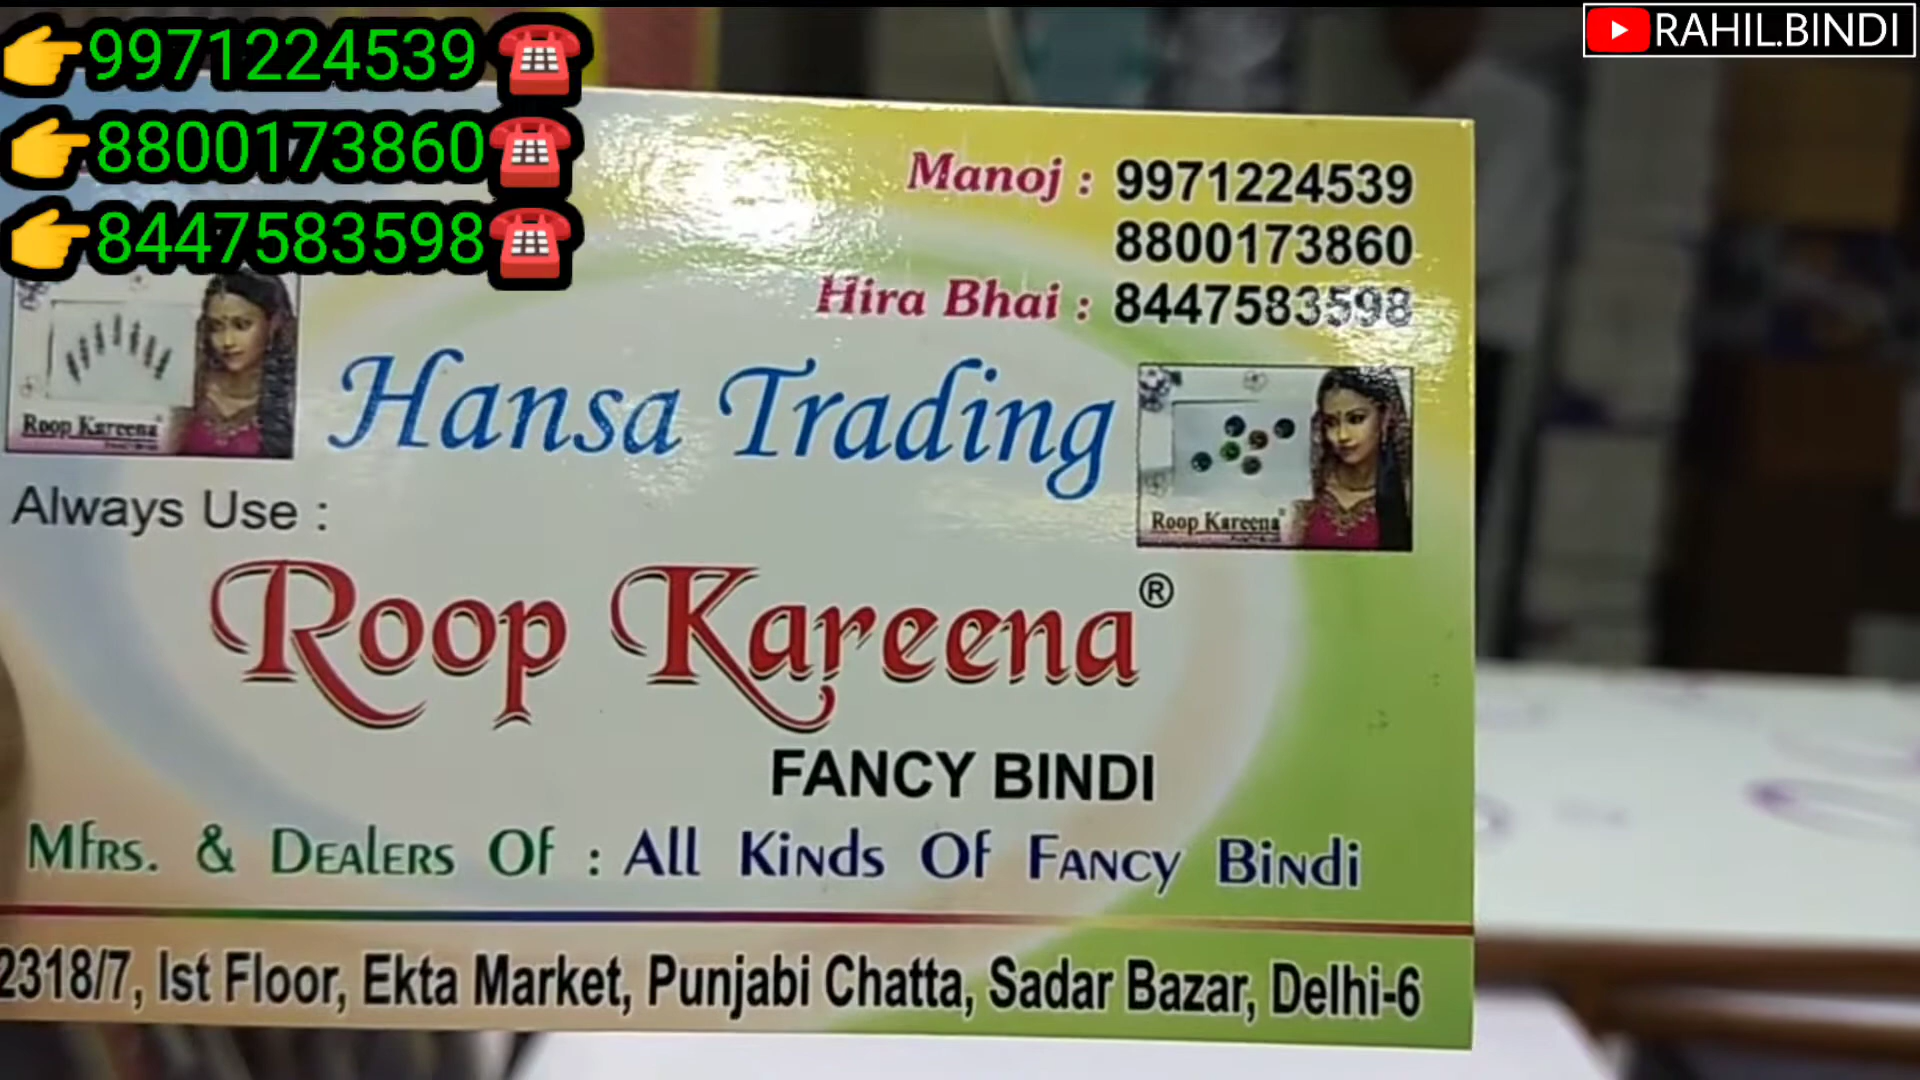 9971224539
8800173860
8447583598
RAHIL.BINDI
Manoj : 9971224539
8800173860
Hira Bhai : 8447583598
Hansa Trading
Roop Kareena
Roop Kareena
Always Use :
Roop Kareena®
FANCY BINDI
Mfrs. & Dealers Of : All Kinds Of Fancy Bindi
2318/7, Ist Floor, Ekta Market, Punjabi Chatta, Sadar Bazar, Delhi-6